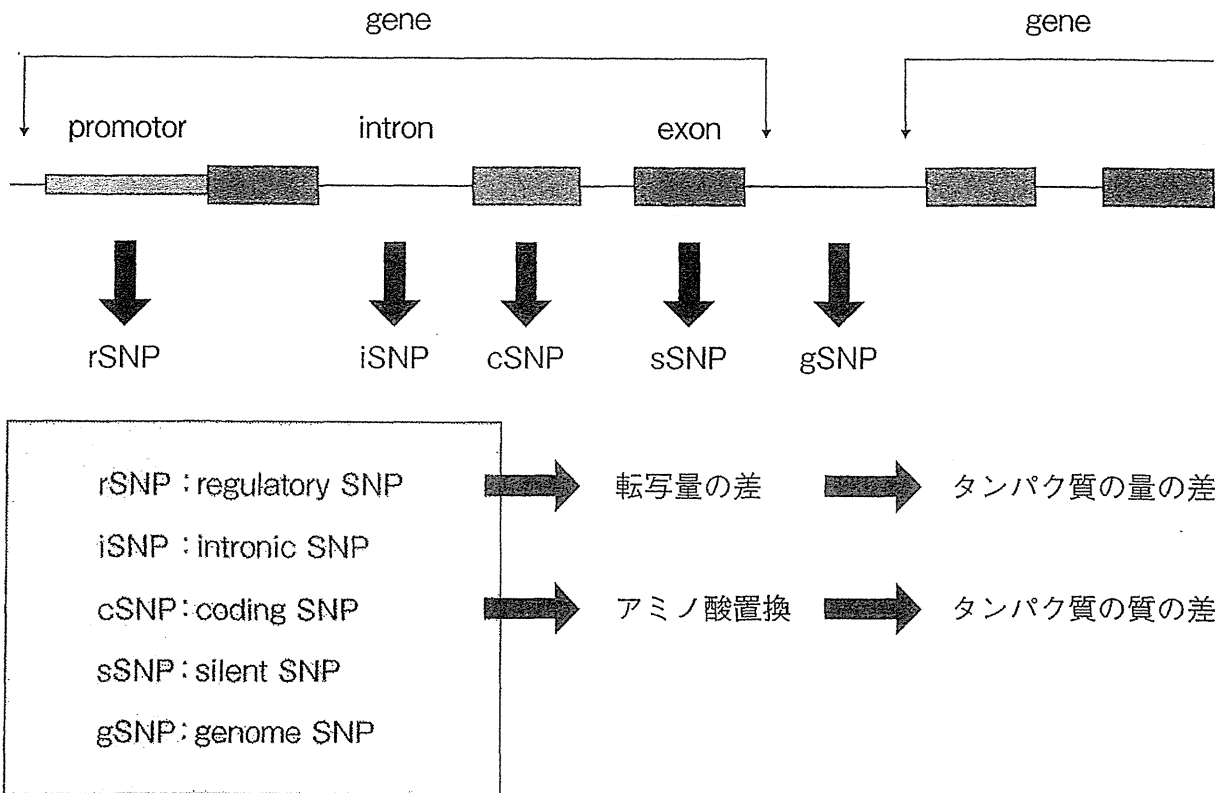 gene gene
promotor intron exon
rSNP iSNP cSNP sSNP gSNP
rSNP：regulatory SNP 転写量の差 タンパク質の量の差
iSNP：intronic SNP
cSNP：coding SNP アミノ酸置換 タンパク質の質の差
sSNP：silent SNP
gSNP：genome SNP